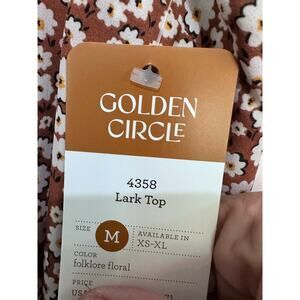 GOLDEN
CIRCLE
4358
Lark Top
SIZE
M
AVAILABLE IN
XS-XL
COLOR
folklore floral
PRICE